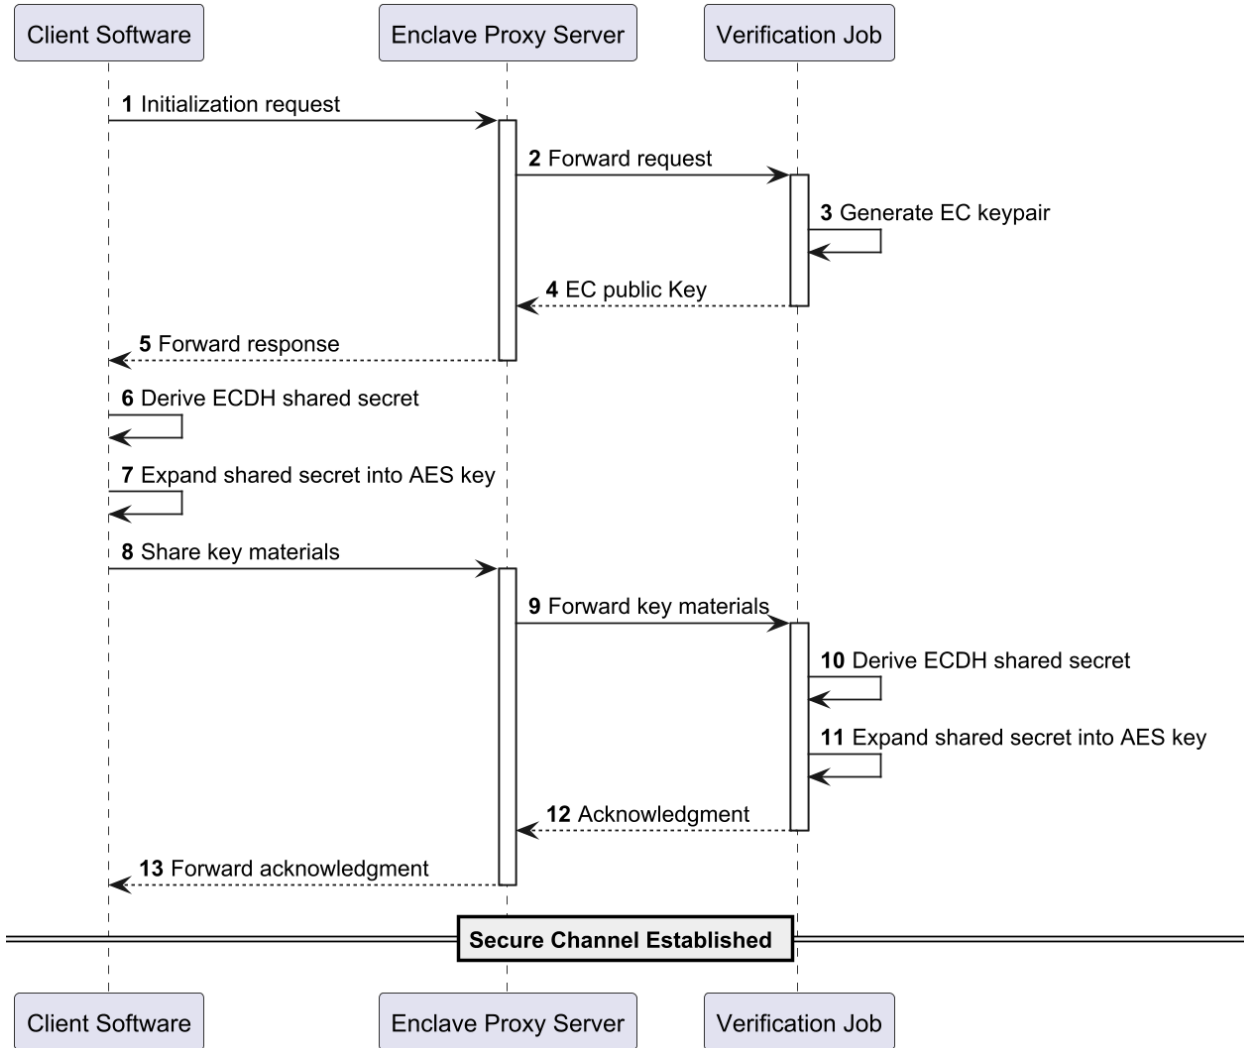 Client Software
Enclave Proxy Server
Verification Job
1 Initialization request
2 Forward request
3 Generate EC keypair
4 EC public Key
5 Forward response
6 Derive ECDH shared secret
7 Expand shared secret into AES key
8 Share key materials
9 Forward key materials
10 Derive ECDH shared secret
11 Expand shared secret into AES key
12 Acknowledgment
13 Forward acknowledgment
Secure Channel Established
Client Software
Enclave Proxy Server
Verification Job